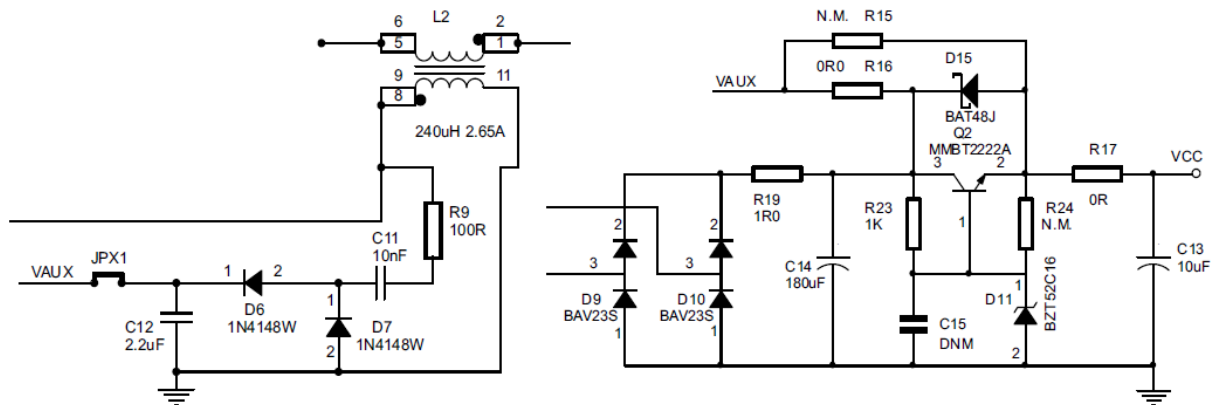 6 L2 2
5 1
9 11
8
240uH 2.65A
R9
100R
C11
10nF
VAUX JPX1
1 2
D6
1N4148W
1
D7
1N4148W
2
C12
2.2uF
N.M. R15
0R0 R16
VAUX
D15
BAT48J
Q2
MMBT2222A
3 2
1
R17
0R
VCC
R19
1R0
R23
1K
R24
N.M.
C13
10uF
2 2
3 3
D9
BAV23S
D10
BAV23S
1 1
C14
180uF
C15
DNM
1
D11
BZT52C16
2